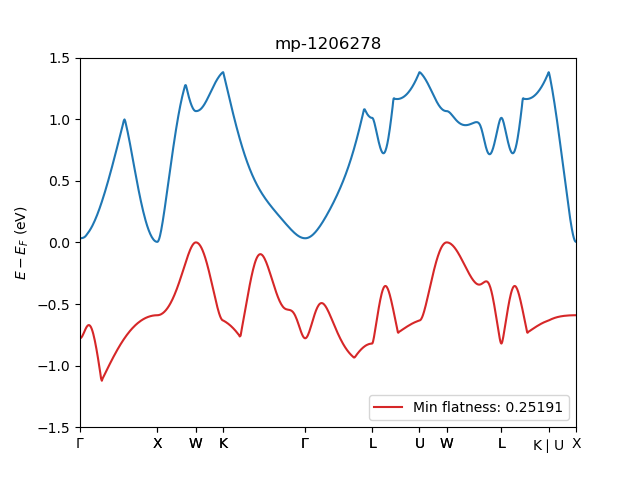 mp-1206278
E − E_F (eV)
1.5
1.0
0.5
0.0
−0.5
−1.0
−1.5
Min flatness: 0.25191
Γ X W K Γ L U W L K | U X